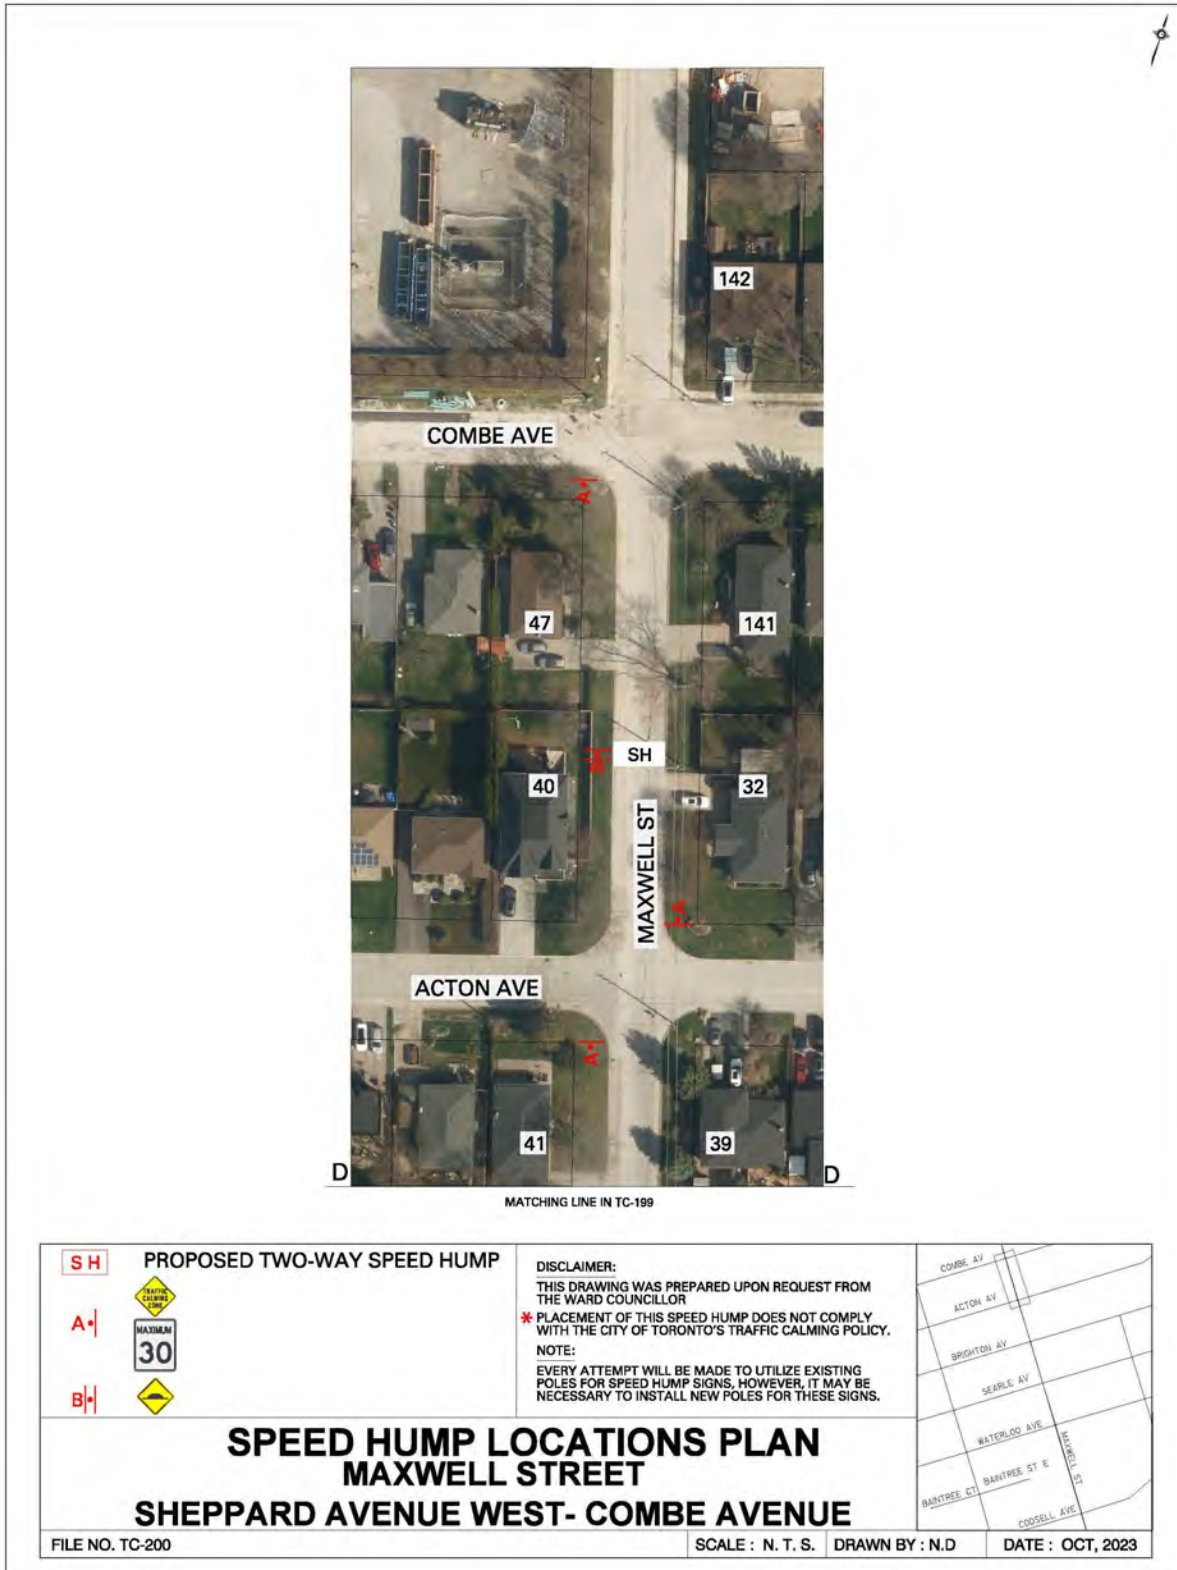 142
COMBE AVE
A
47
141
B
SH
40
32
MAXWELL ST
A
ACTON AVE
A
41
39
D
D
MATCHING LINE IN TC-199
SH
PROPOSED TWO-WAY SPEED HUMP
TRAFFIC
CALMING
ZONE
A
MAXIMUM
30
B
DISCLAIMER:
THIS DRAWING WAS PREPARED UPON REQUEST FROM
THE WARD COUNCILLOR
* PLACEMENT OF THIS SPEED HUMP DOES NOT COMPLY
WITH THE CITY OF TORONTO'S TRAFFIC CALMING POLICY.
NOTE:
EVERY ATTEMPT WILL BE MADE TO UTILIZE EXISTING
POLES FOR SPEED HUMP SIGNS, HOWEVER, IT MAY BE
NECESSARY TO INSTALL NEW POLES FOR THESE SIGNS.
COMBE AV
ACTON AV
BRIGHTON AV
SEARLE AV
WATERLOO AVE
MAXWELL ST
BAINTREE ST E
BAINTREE CT
CODSELL AVE
SPEED HUMP LOCATIONS PLAN
MAXWELL STREET
SHEPPARD AVENUE WEST- COMBE AVENUE
FILE NO. TC-200
SCALE : N. T. S.
DRAWN BY : N.D
DATE : OCT, 2023